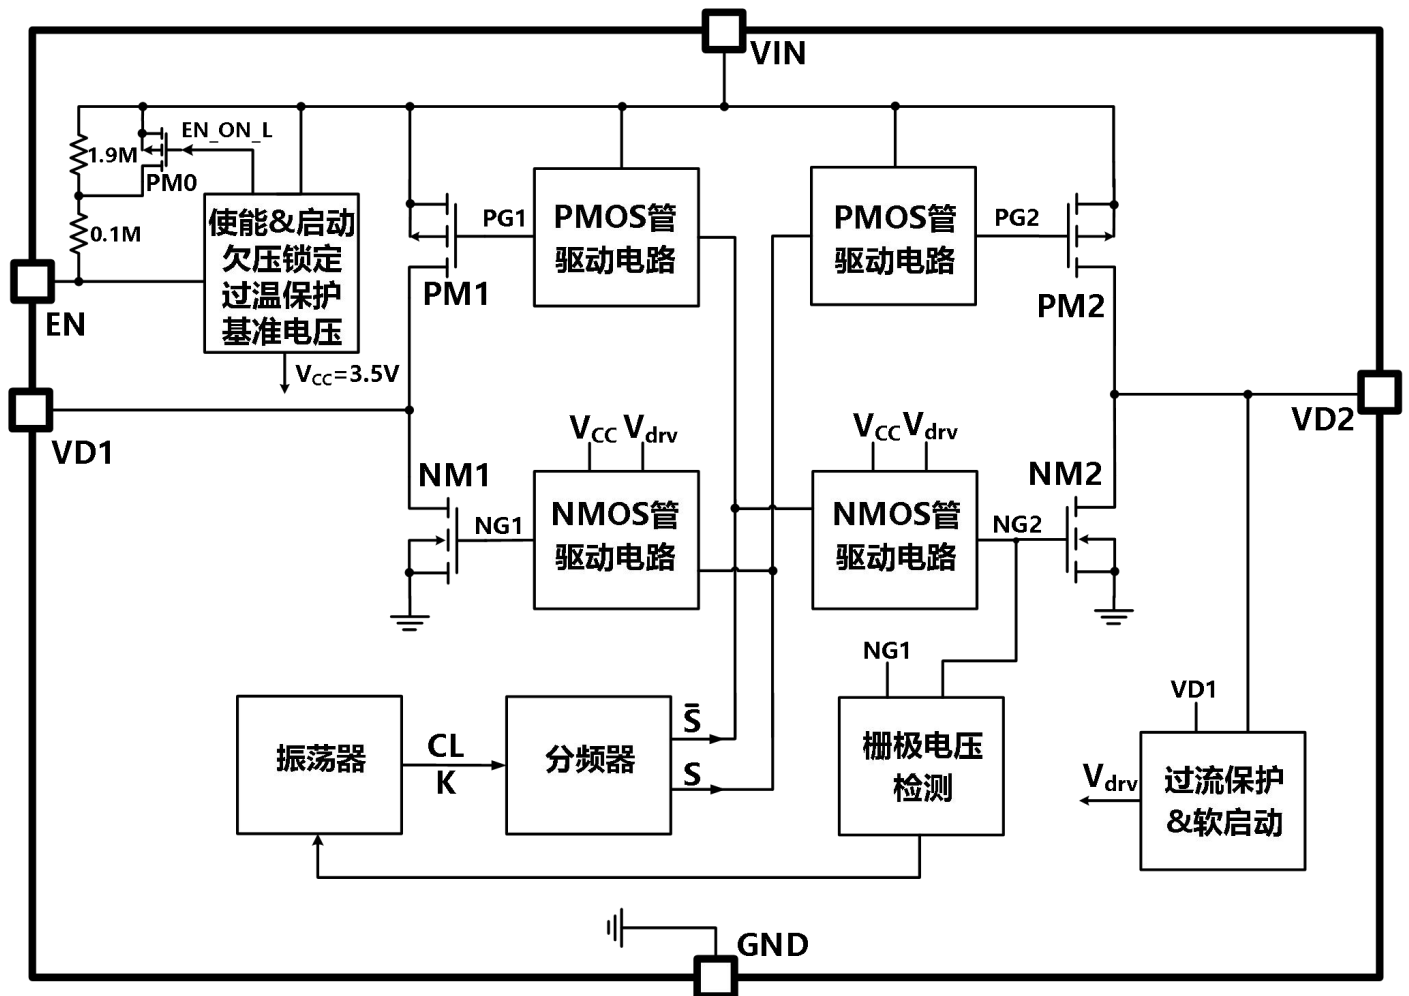 VIN
EN_ON_L
1.9M
PM0
0.1M
使能&启动
欠压锁定
过温保护
基准电压
EN
VCC=3.5V
PG1
PMOS管
驱动电路
PM1
PMOS管
驱动电路
PG2
PM2
VD1
VD2
VCC Vdrv
VCC Vdrv
NM1
NG1
NMOS管
驱动电路
NMOS管
驱动电路
NG2
NM2
NG1
VD1
振荡器
CL
K
分频器
S̄
S
栅极电压
检测
Vdrv
过流保护
&软启动
GND